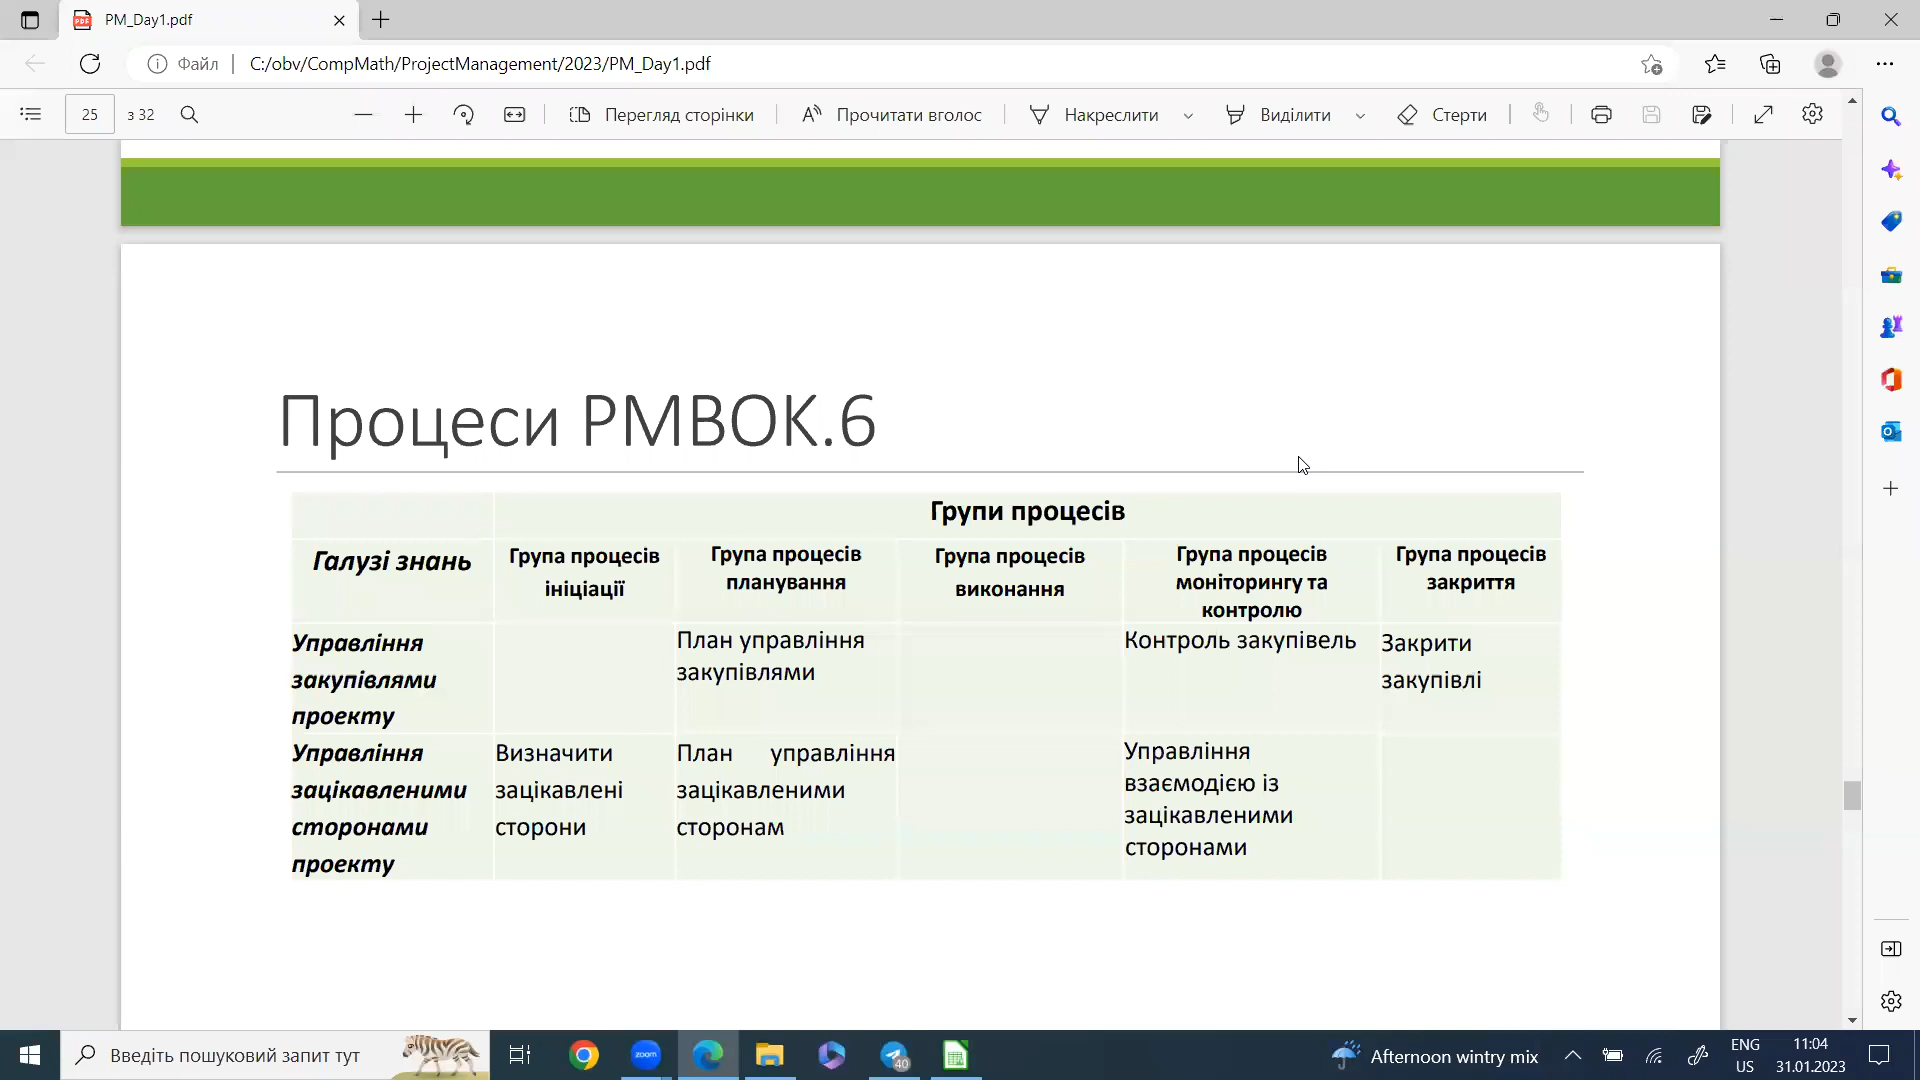 PM_Day1.pdf
Файл
C:/obv/CompMath/ProjectManagement/2023/PM_Day1.pdf
25 з 32
Перегляд сторінки
Прочитати вголос
Накреслити
Виділити
Стерти
Процеси PMBOK.6
Групи процесів
Галузі знань
Група процесів
ініціації
Група процесів
планування
Група процесів
виконання
Група процесів
моніторингу та
контролю
Група процесів
закриття
Управління
закупівлями
проекту
План управління
закупівлями
Контроль закупівель
Закрити
закупівлі
Управління
зацікавленими
сторонами
проекту
Визначити
зацікавлені
сторони
План управління
зацікавленими
сторонам
Управління
взаємодією із
зацікавленими
сторонами
Введіть пошуковий запит тут
zoom
40
Afternoon wintry mix
ENG
US
11:04
31.01.2023